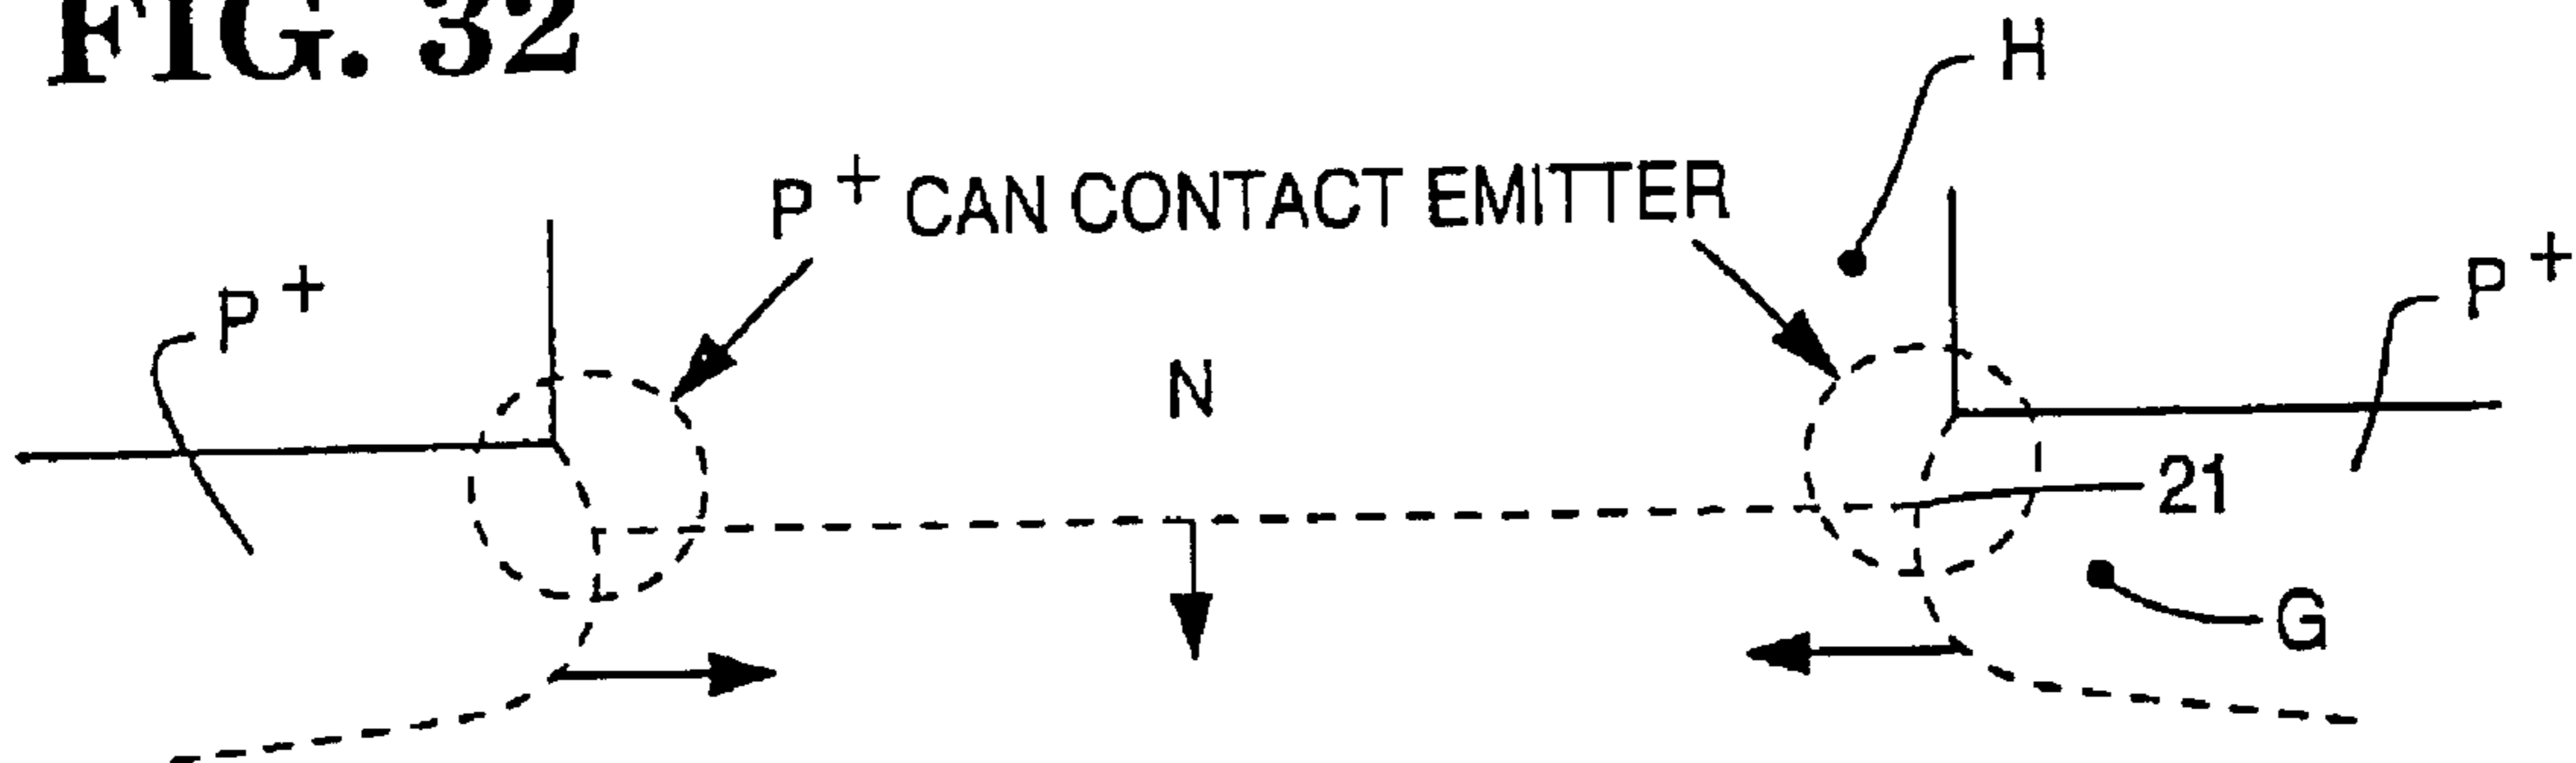 FIG. 32
H
P+ CAN CONTACT EMITTER
P+
P+
N
21
G